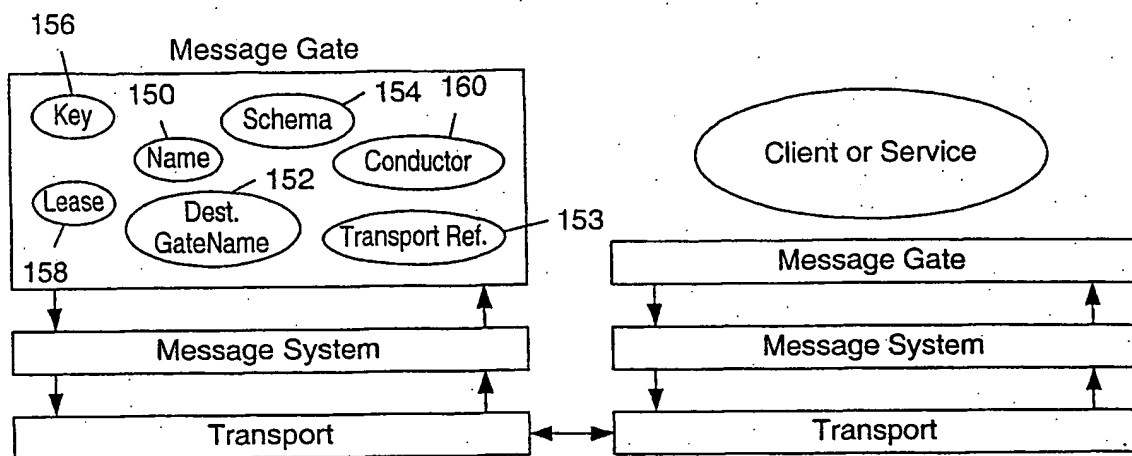 156
Message Gate
150
160
Key
Schema
154
Name
Conductor
Client or Service
152
Lease
Dest.
GateName
Transport Ref.
153
158
Message Gate
Message System
Message System
Transport
Transport